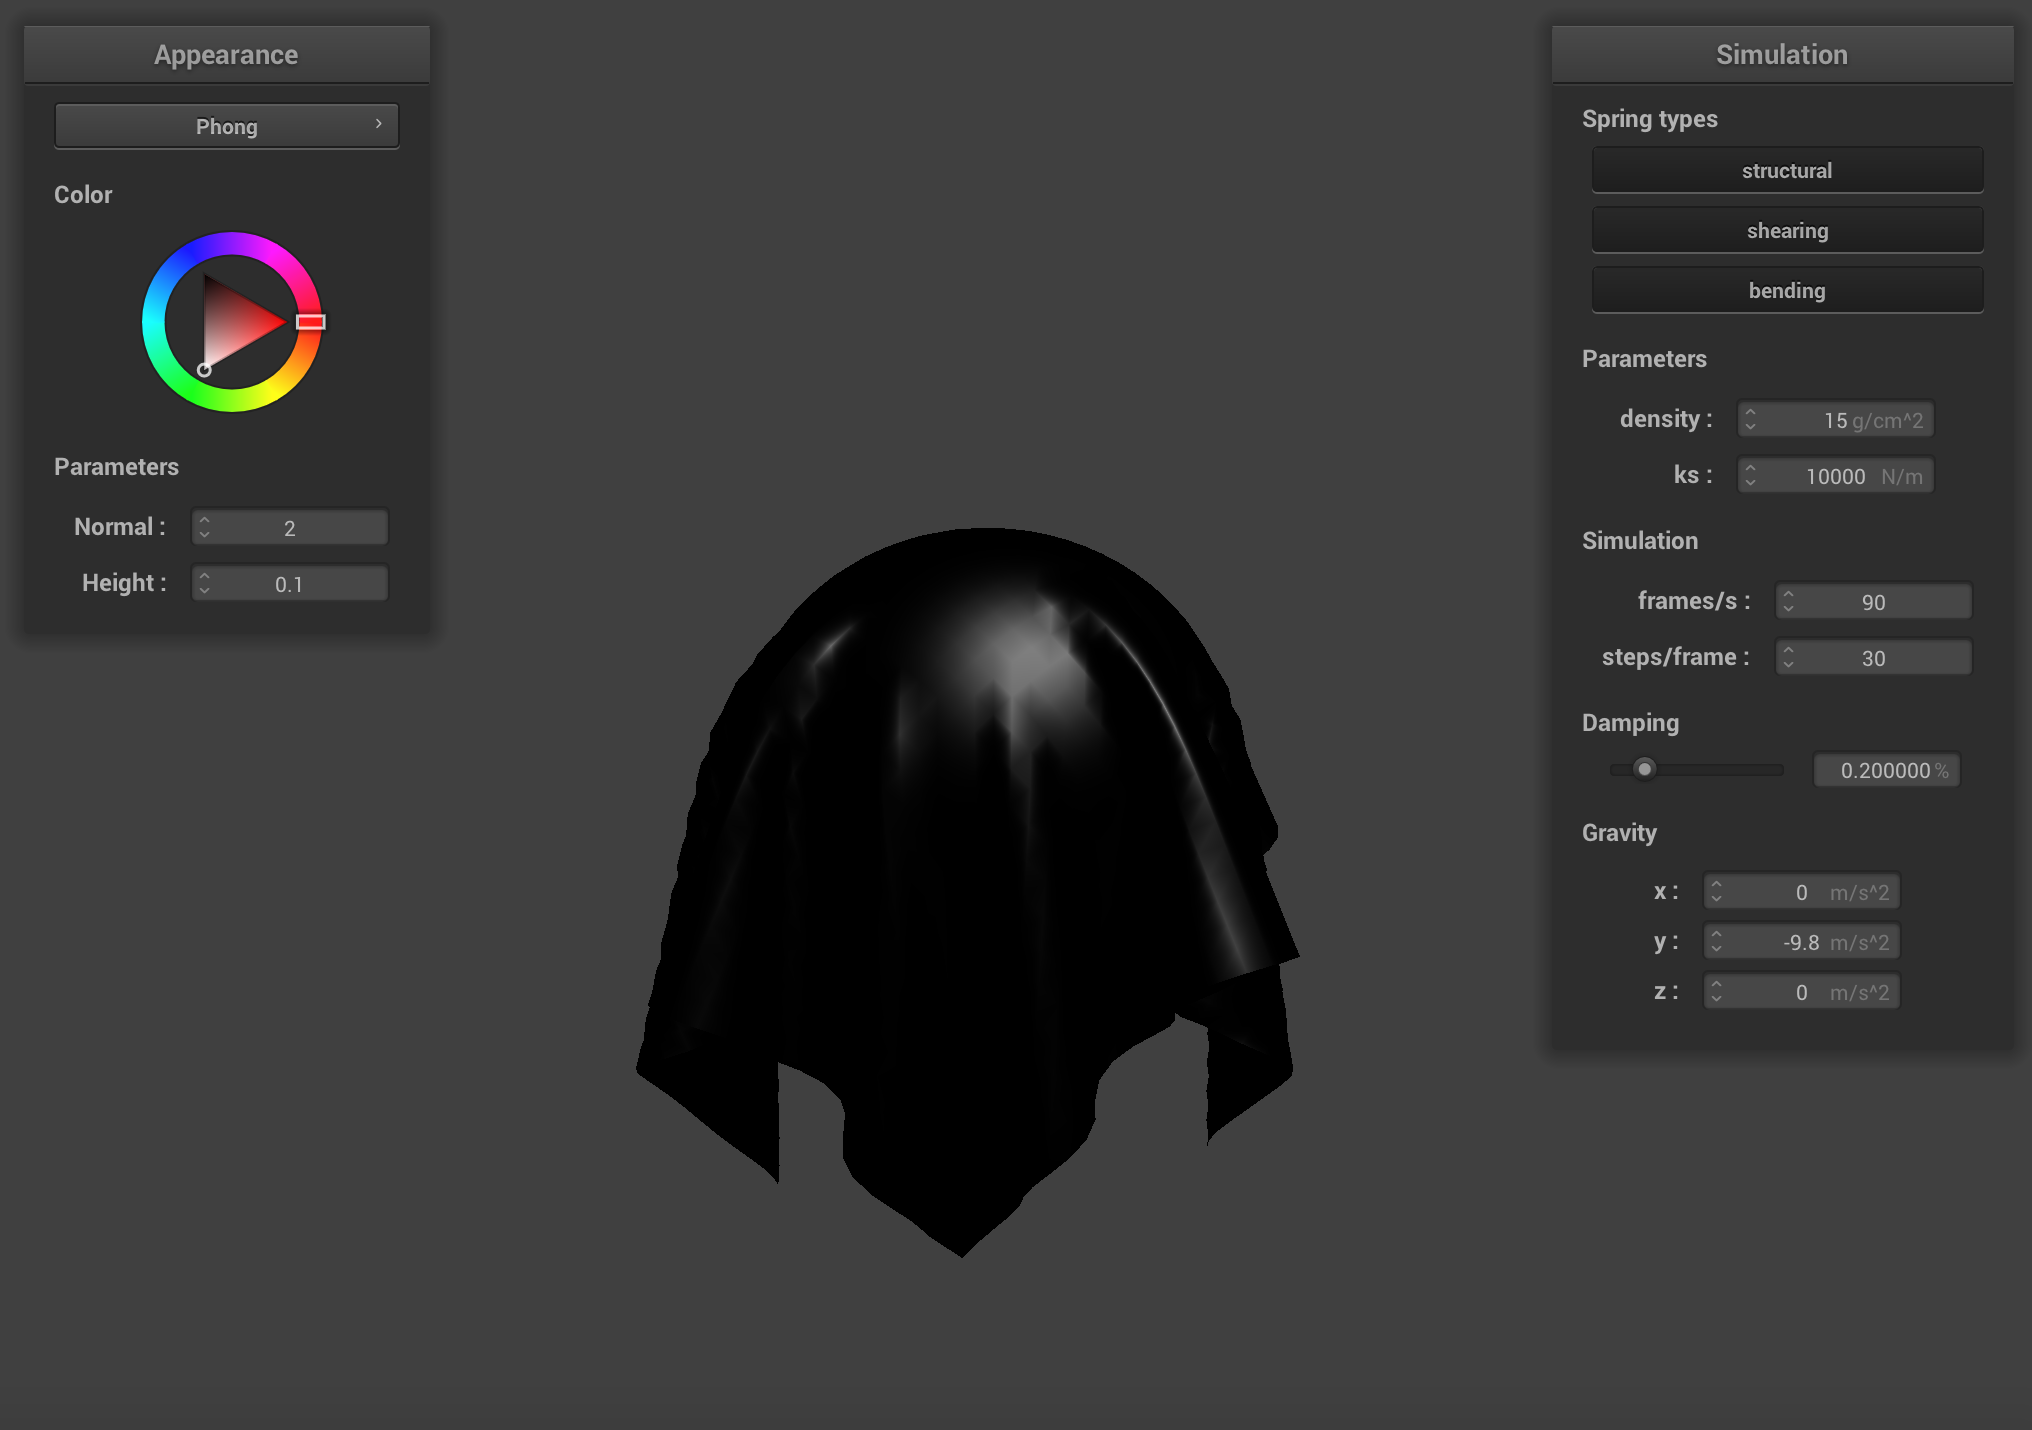 Appearance
Phong
Color
Parameters
Normal : 2
Height : 0.1
Simulation
Spring types
structural
shearing
bending
Parameters
density : 15 g/cm^2
ks : 10000 N/m
Simulation
frames/s : 90
steps/frame : 30
Damping
0.200000 %
Gravity
x : 0 m/s^2
y : -9.8 m/s^2
z : 0 m/s^2